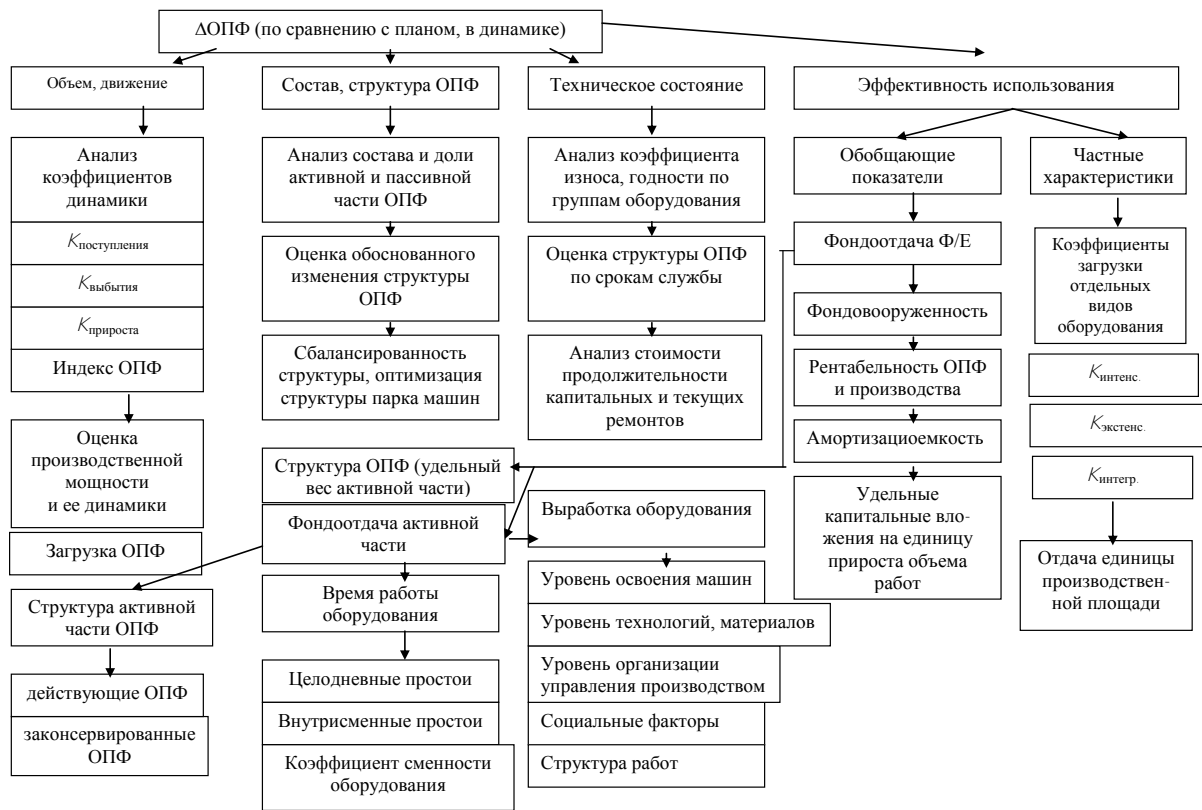 ΔОПФ (по сравнению с планом, в динамике)
Объем, движение
Анализ
коэффициентов
динамики
Kпоступления
Kвыбытия
Kприроста
Индекс ОПФ
Оценка
производственной
мощности
и ее динамики
Загрузка ОПФ
Структура активной
части ОПФ
действующие ОПФ
законсервированные
ОПФ
Состав, структура ОПФ
Анализ состава и доли
активной и пассивной
части ОПФ
Оценка обоснованного
изменения структуры
ОПФ
Сбалансированность
структуры, оптимизация
структуры парка машин
Структура ОПФ (удельный
вес активной части)
Фондоотдача активной
части
Время работы
оборудования
Целодневные простои
Внутрисменные простои
Коэффициент сменности
оборудования
Техническое состояние
Анализ коэффициента
износа, годности по
группам оборудования
Оценка структуры ОПФ
по срокам службы
Анализ стоимости
продолжительности
капитальных и текущих
ремонтов
Выработка оборудования
Уровень освоения машин
Уровень технологий, материалов
Уровень организации
управления производством
Социальные факторы
Структура работ
Эффективность использования
Обобщающие
показатели
Фондоотдача Ф/Е
Фондовооруженность
Рентабельность ОПФ
и производства
Амортизациоемкость
Удельные
капитальные вло-
жения на единицу
прироста объема
работ
Частные
характеристики
Коэффициенты
загрузки
отдельных
видов
оборудования
Kинтенс.
Kэкстенс.
Kинтегр.
Отдача единицы
производствен-
ной площади